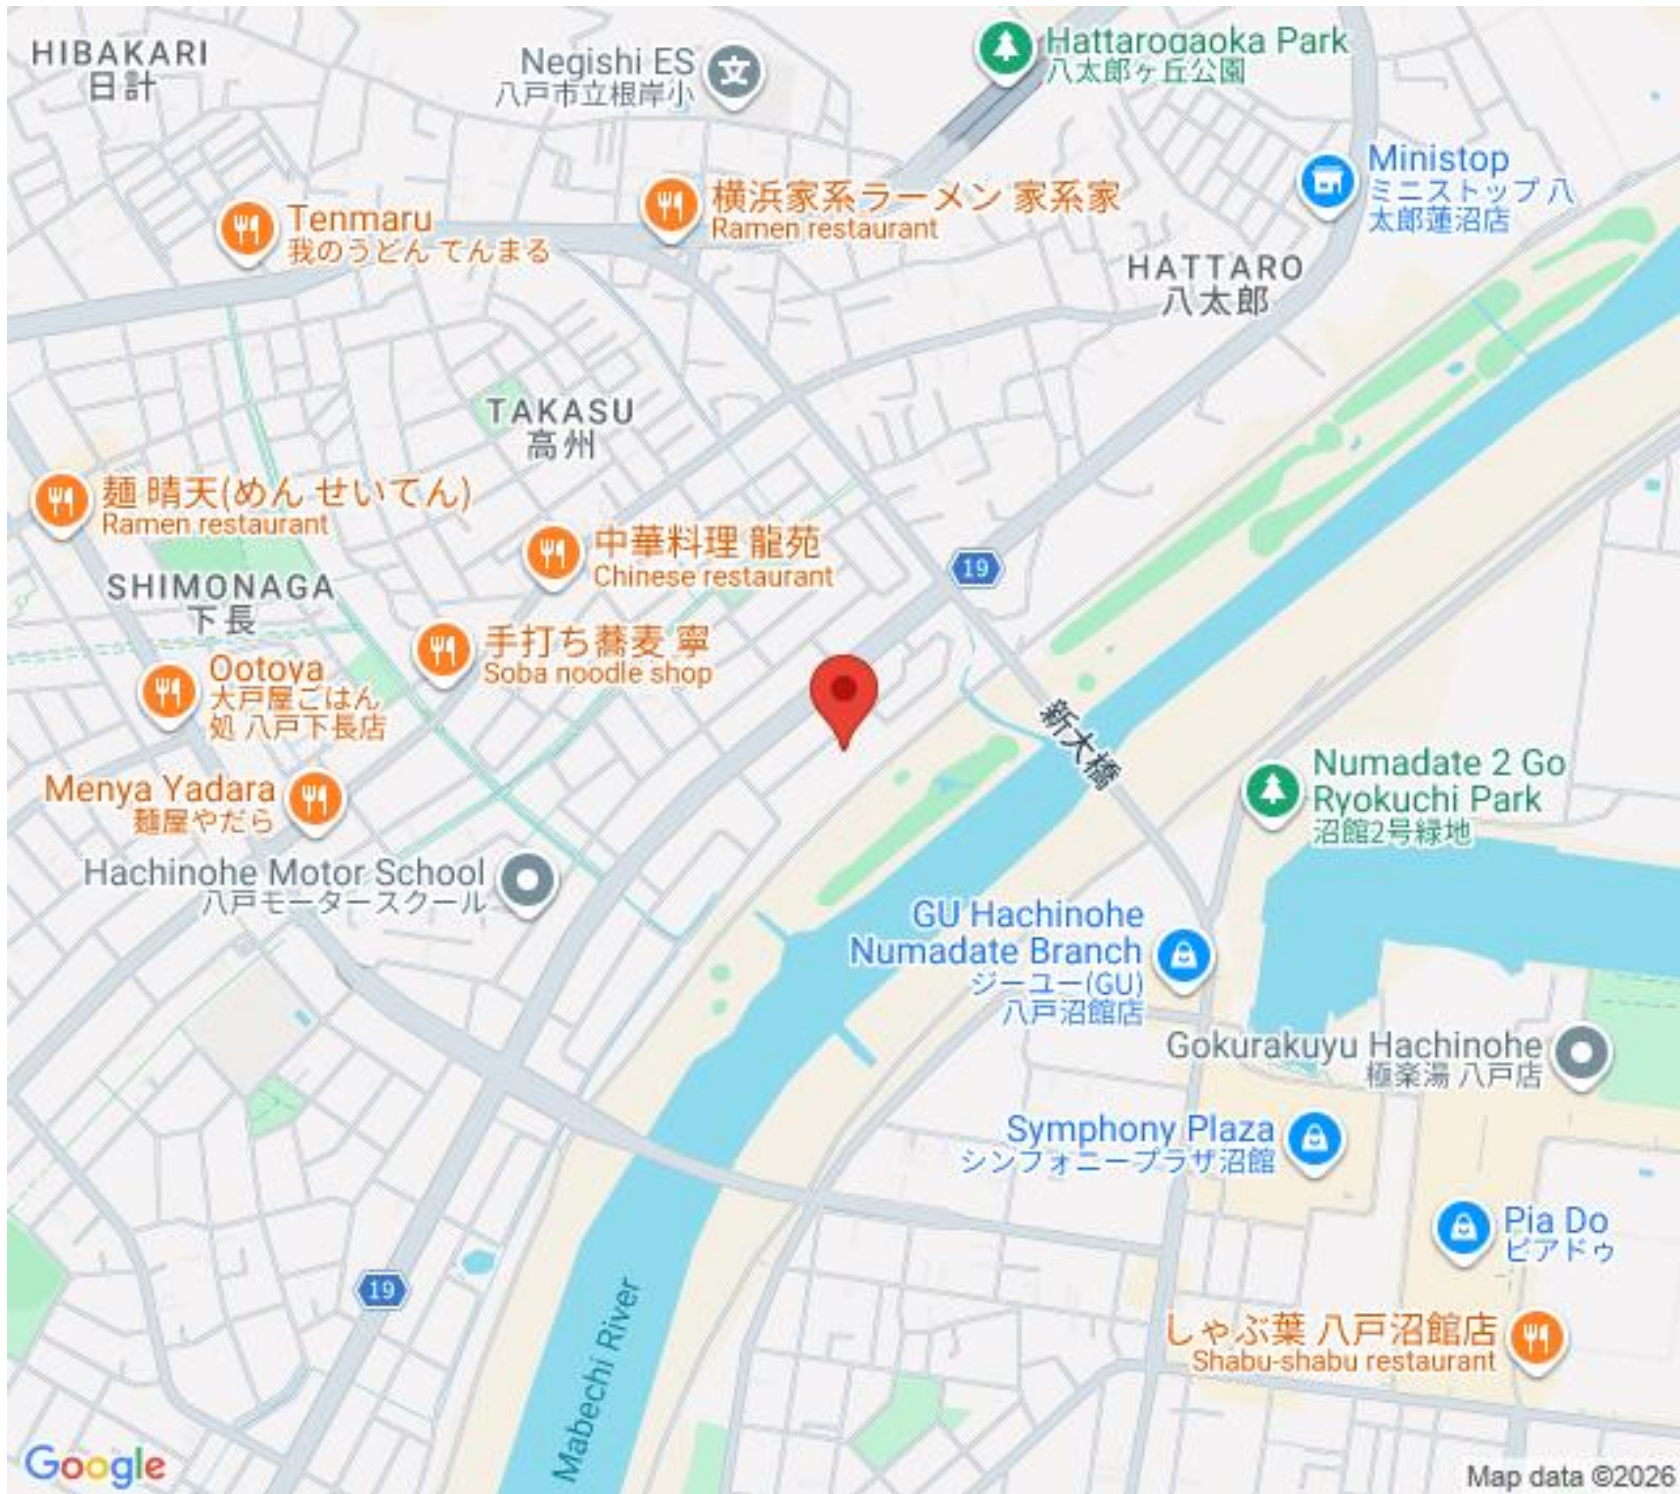 HIBAKARI
日計
Negishi ES
八戸市立根岸小
Hattarogaoka Park
八太郎ヶ丘公園
Ministop
ミニストップ 八
太郎蓮沼店
Tenmaru
我のうどん てんまる
横浜家系ラーメン 家系家
Ramen restaurant
HATTARO
八太郎
TAKASU
高州
麺 晴天(めん せいてん)
Ramen restaurant
中華料理 龍苑
Chinese restaurant
19
SHIMONAGA
下長
手打ち蕎麦 寧
Soba noodle shop
Ootoya
大戸屋ごはん
処 八戸下長店
新大橋
Menya Yadara
麺屋やだら
Numadate 2 Go
Ryokuchi Park
沼館2号緑地
Hachinohe Motor School
八戸モータースクール
GU Hachinohe
Numadate Branch
ジーユー(GU)
八戸沼館店
Gokurakuyu Hachinohe
極楽湯 八戸店
Symphony Plaza
シンフォニープラザ沼館
Pia Do
ピアドゥ
19
Mabechi River
しゃぶ葉 八戸沼館店
Shabu-shabu restaurant
Google
Map data ©2026